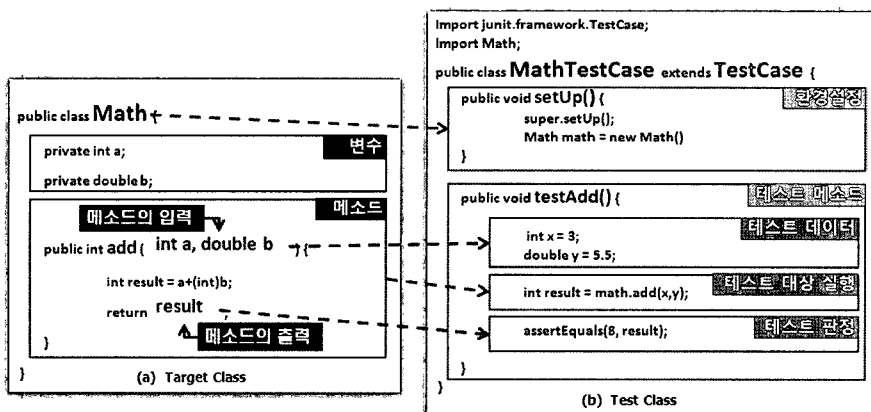 public class Math {
변수
private int a;
private double b;
메소드
메소드의 입력
public int add( int a, double b ) {
int result = a+(int)b;
return result ;
메소드의 출력
}
}
(a) Target Class
Import junit.framework.TestCase;
Import Math;
public class MathTestCase extends TestCase {
public void setUp() {
환경설정
super.setUp();
Math math = new Math()
}
public void testAdd() {
테스트 메소드
테스트 데이터
int x = 3;
double y = 5.5;
테스트 대상 실행
int result = math.add(x,y);
테스트 판정
assertEquals(8, result);
}
}
(b) Test Class